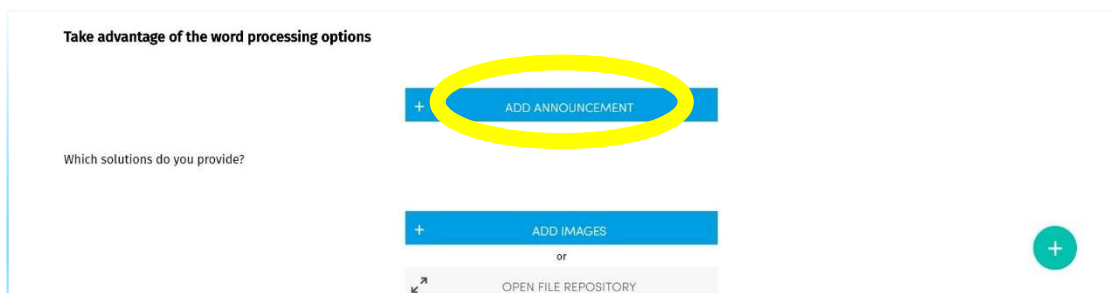 Take advantage of the word processing options
+ ADD ANNOUNCEMENT
Which solutions do you provide?
+ ADD IMAGES
or
+
OPEN FILE REPOSITORY